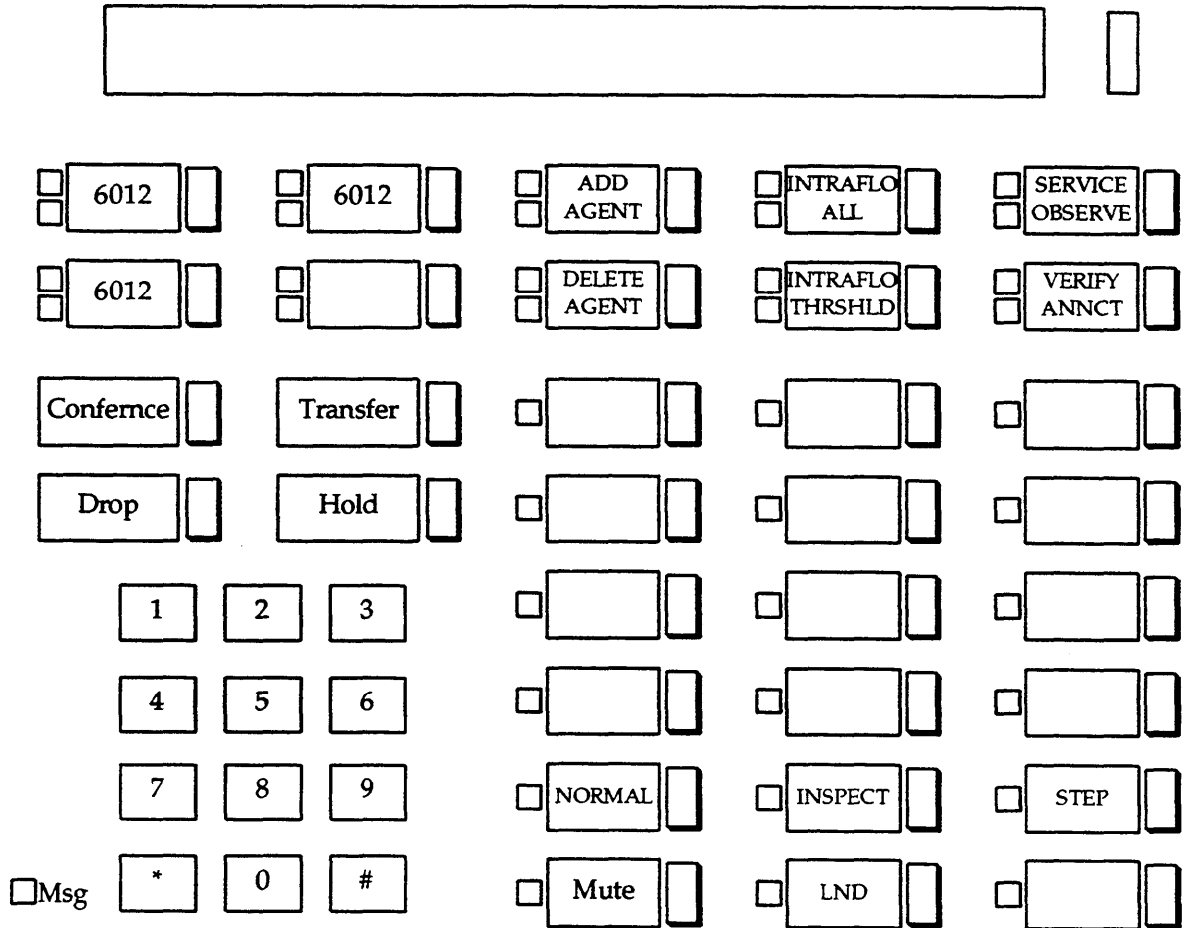 6012
6012
ADD
AGENT
INTRAFLO
ALL
SERVICE
OBSERVE
6012
DELETE
AGENT
INTRAFLO
THRSHLD
VERIFY
ANNCT
Confernce
Transfer
Drop
Hold
1 2 3
4 5 6
7 8 9
NORMAL
INSPECT
STEP
Msg
* 0 #
Mute
LND